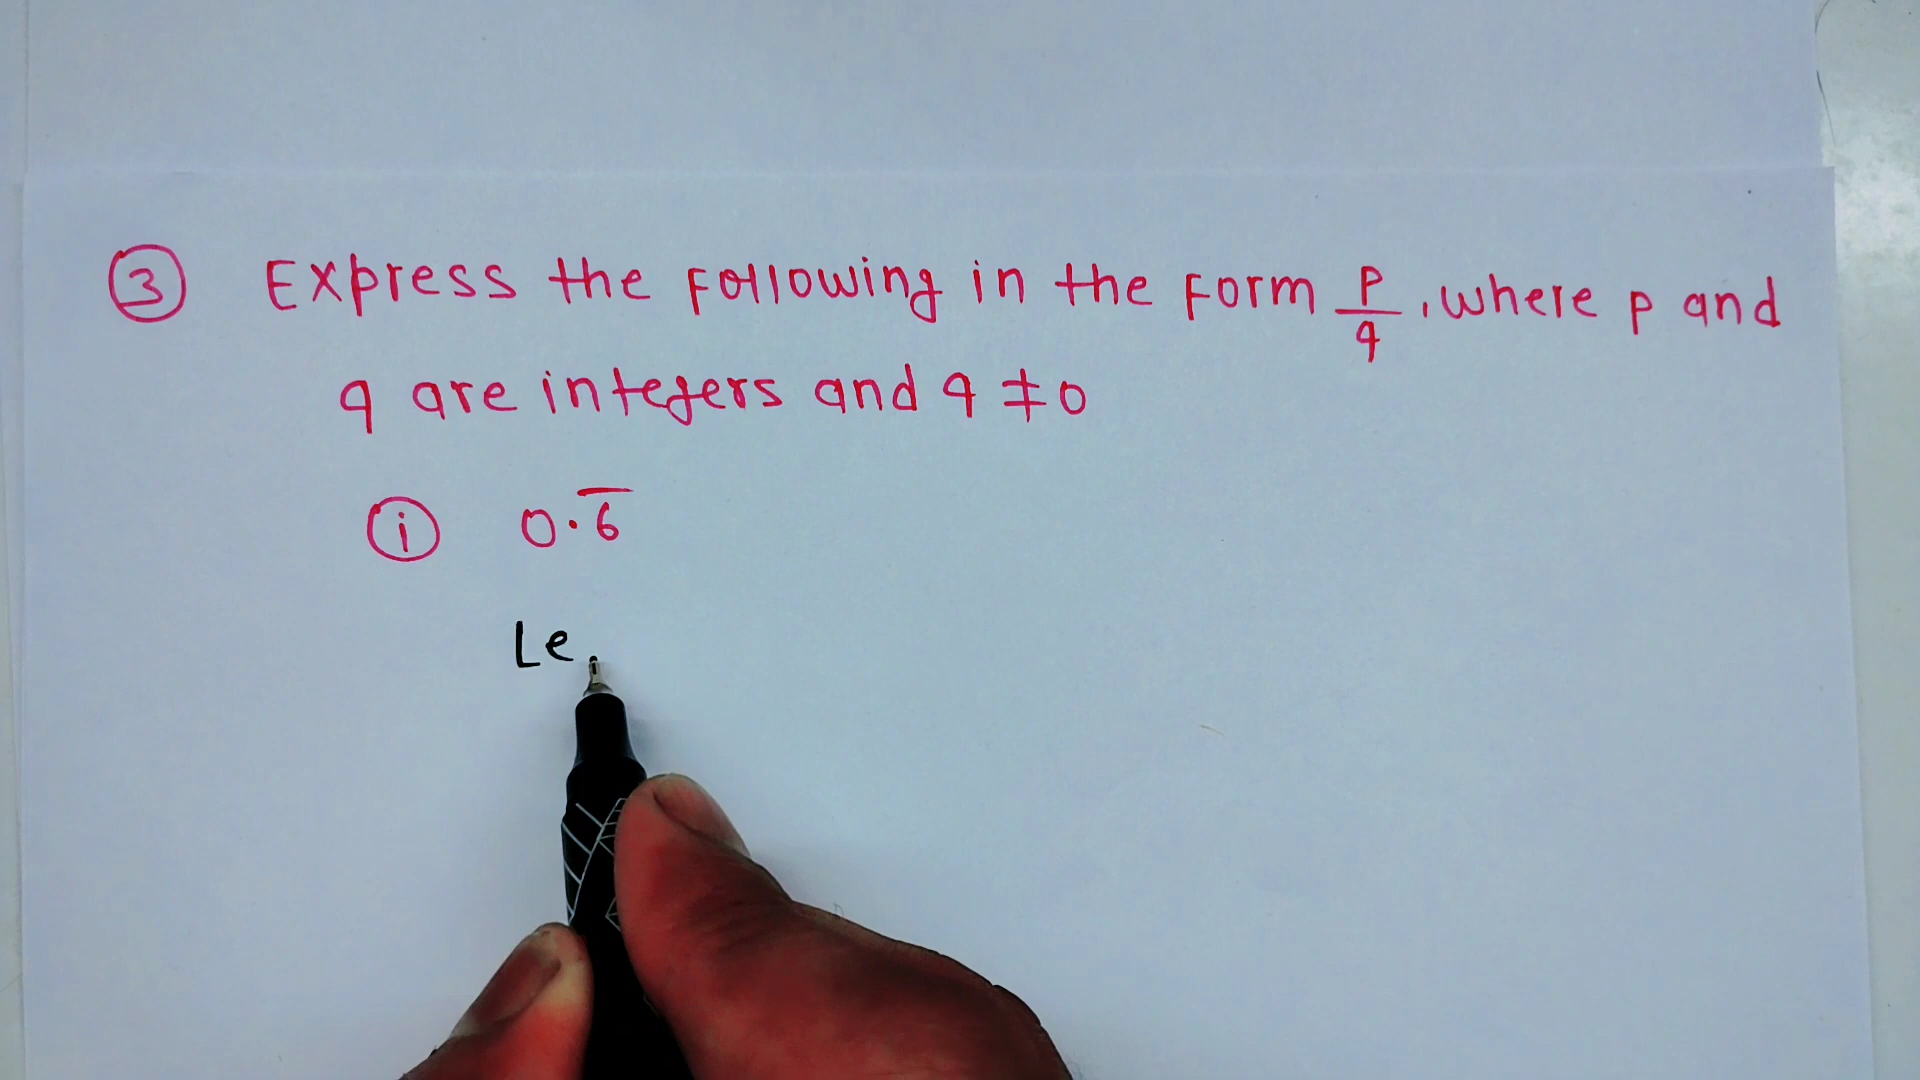 ③ Express the following in the form p/q, where p and
q are integers and q ≠ 0
ⓘ 0.6̅
Le